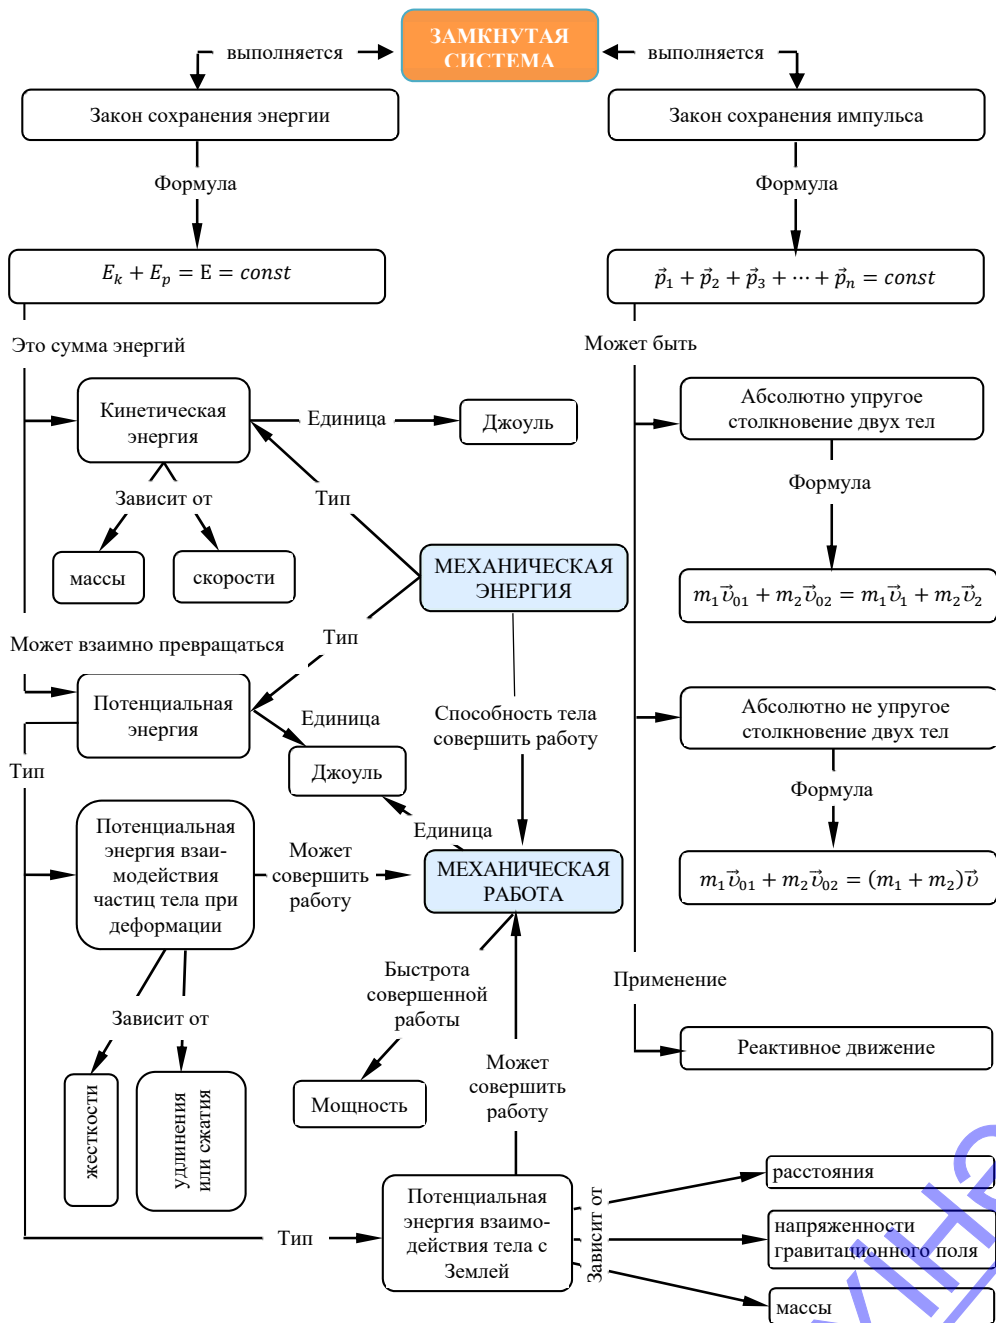 ЗАМКНУТАЯ
СИСТЕМА
выполняется
выполняется
Закон сохранения энергии
Закон сохранения импульса
Формула
Формула
E_k + E_p = E = const
p⃗_1 + p⃗_2 + p⃗_3 + ⋯ + p⃗_n = const
Это сумма энергий
Может быть
Кинетическая
энергия
Единица
Джоуль
Абсолютно упругое
столкновение двух тел
Зависит от
Тип
Формула
массы
скорости
МЕХАНИЧЕСКАЯ
ЭНЕРГИЯ
m_1υ⃗_01 + m_2υ⃗_02 = m_1υ⃗_1 + m_2υ⃗_2
Может взаимно превращаться
Тип
Потенциальная
энергия
Единица
Способность тела
совершить работу
Абсолютно не упругое
столкновение двух тел
Тип
Джоуль
Формула
Потенциальная
энергия взаи-
модействия
частиц тела при
деформации
Может
совершить
работу
Единица
МЕХАНИЧЕСКАЯ
РАБОТА
m_1υ⃗_01 + m_2υ⃗_02 = (m_1 + m_2)υ⃗
Быстрота
совершенной
работы
Применение
Зависит от
Реактивное движение
жесткости
удлинения
или сжатия
Мощность
Может
совершить
работу
Тип
Потенциальная
энергия взаимо-
действия тела с
Землей
Зависит от
расстояния
напряженности
гравитационного поля
массы